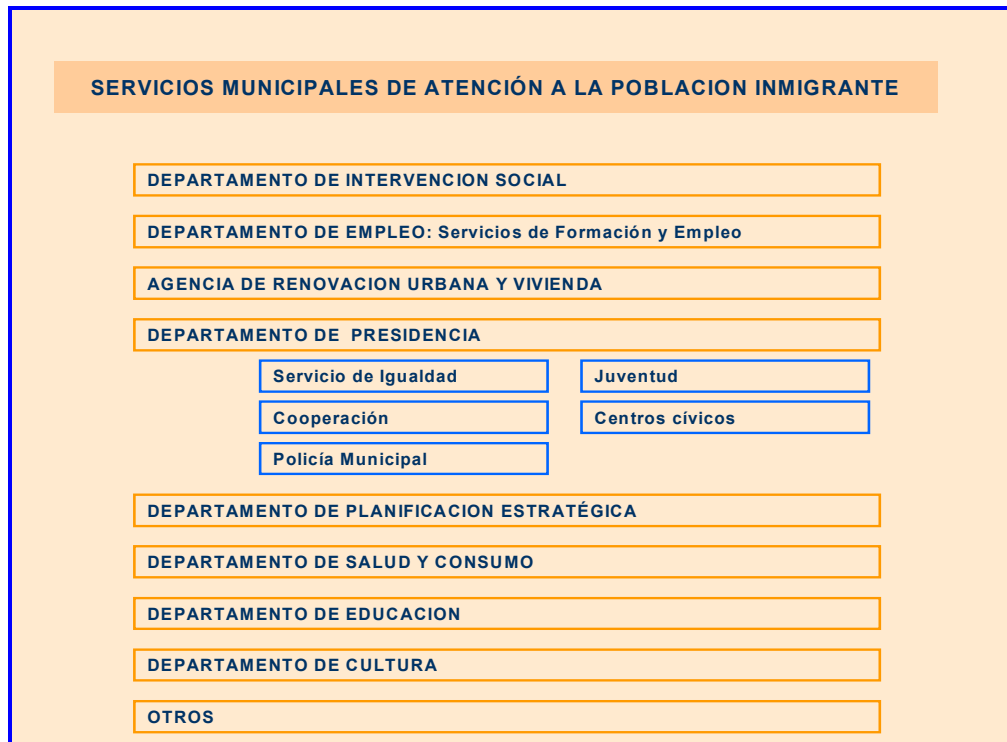 SERVICIOS MUNICIPALES DE ATENCIÓN A LA POBLACION INMIGRANTE
DEPARTAMENTO DE INTERVENCION SOCIAL
DEPARTAMENTO DE EMPLEO: Servicios de Formación y Empleo
AGENCIA DE RENOVACION URBANA Y VIVIENDA
DEPARTAMENTO DE PRESIDENCIA
Servicio de Igualdad
Juventud
Cooperación
Centros cívicos
Policía Municipal
DEPARTAMENTO DE PLANIFICACION ESTRATÉGICA
DEPARTAMENTO DE SALUD Y CONSUMO
DEPARTAMENTO DE EDUCACION
DEPARTAMENTO DE CULTURA
OTROS